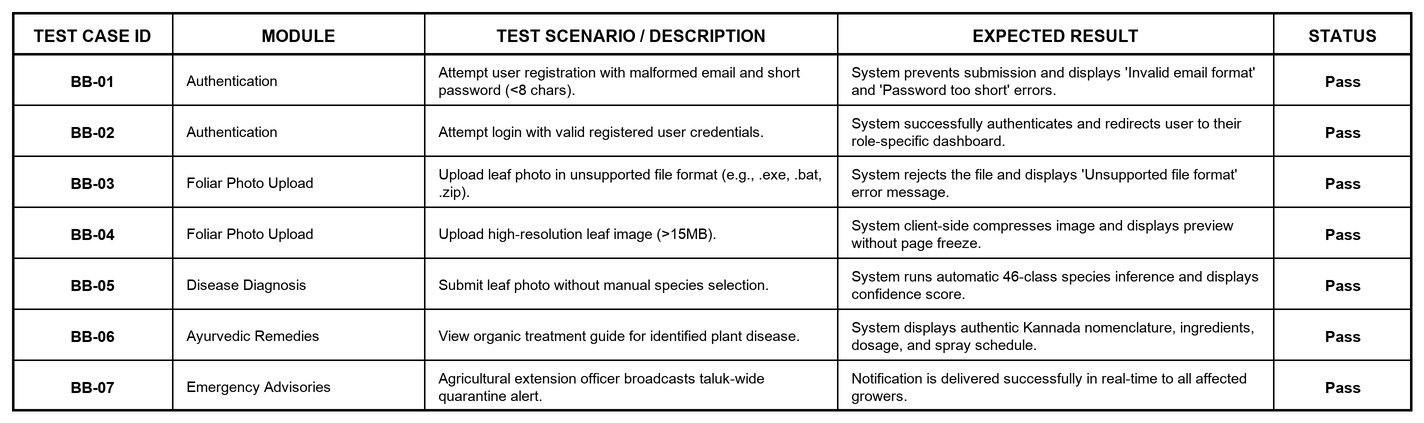 TEST CASE ID MODULE TEST SCENARIO / DESCRIPTION EXPECTED RESULT STATUS
BB-01 Authentication
Attempt user registration with malformed email and short
password (<8 chars).
System prevents submission and displays 'Invalid email format'
and 'Password too short' errors.
Pass
BB-02 Authentication
Attempt login with valid registered user credentials.
System successfully authenticates and redirects user to their
role-specific dashboard.
Pass
BB-03 Foliar Photo Upload
Upload leaf photo in unsupported file format (e.g., .exe, .bat,
.zip).
System rejects the file and displays 'Unsupported file format'
error message.
Pass
BB-04 Foliar Photo Upload
Upload high-resolution leaf image (>15MB).
System client-side compresses image and displays preview
without page freeze.
Pass
BB-05 Disease Diagnosis
Submit leaf photo without manual species selection.
System runs automatic 46-class species inference and displays
confidence score.
Pass
BB-06 Ayurvedic Remedies
View organic treatment guide for identified plant disease.
System displays authentic Kannada nomenclature, ingredients,
dosage, and spray schedule.
Pass
BB-07 Emergency Advisories
Agricultural extension officer broadcasts taluk-wide
quarantine alert.
Notification is delivered successfully in real-time to all affected
growers.
Pass